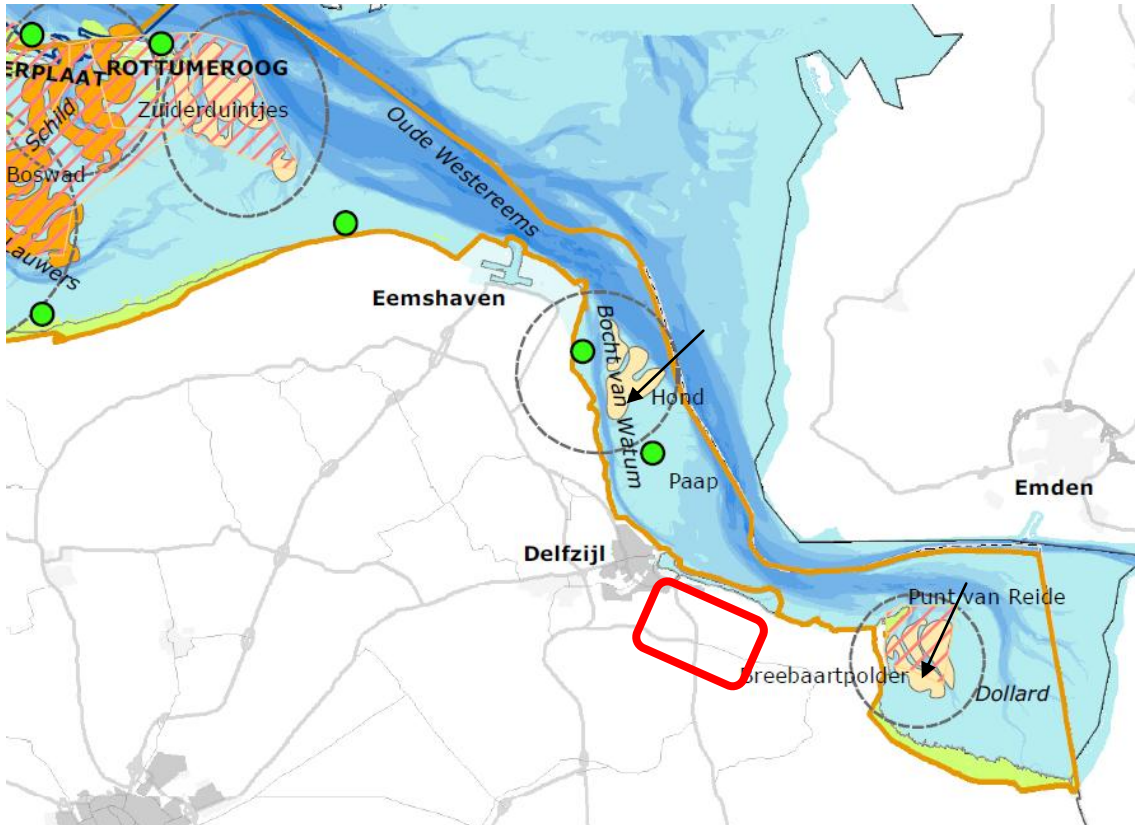 ERPLAAT
ROTTUMEROOG
Schild
Zuiderduintjes
Boswad
Lauwers
Oude Westereems
Eemshaven
Bocht van Watum
Hond
Paap
Emden
Delfzijl
Punt van Reide
Breebaartpolder
Dollard